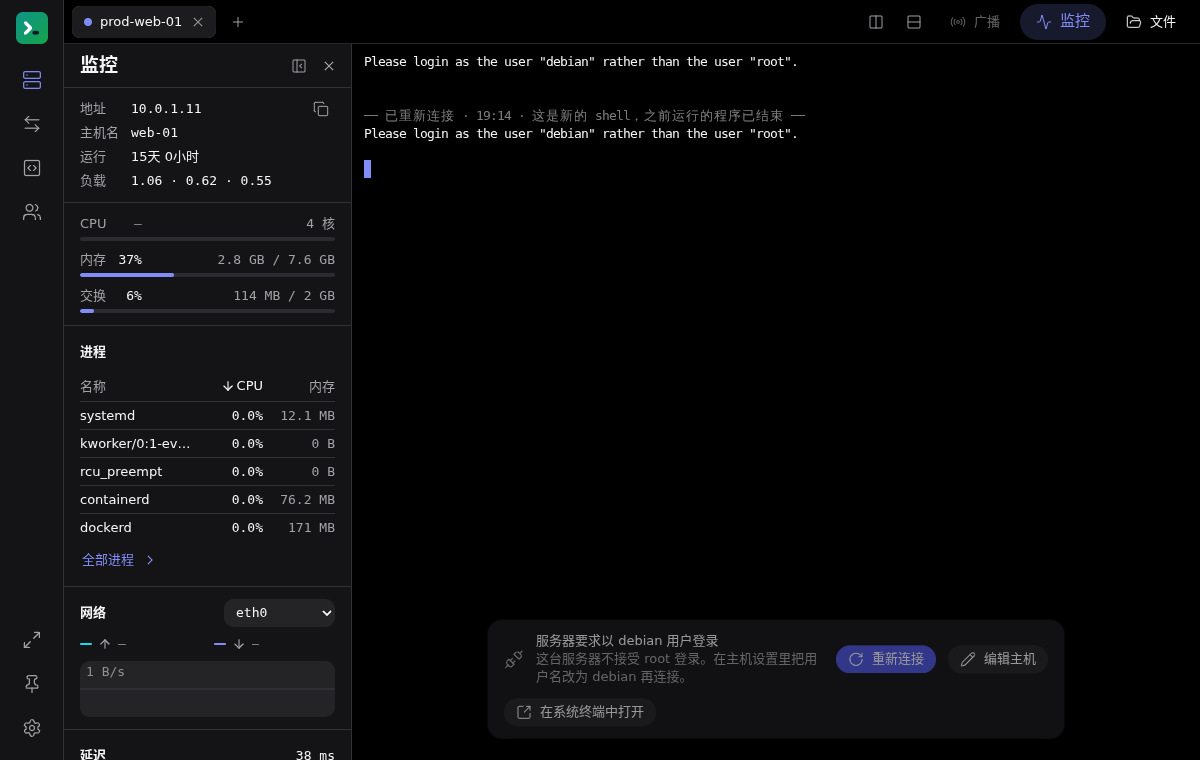 prod-web-01
广播
监控
文件
监控
地址 10.0.1.11
主机名 web-01
运行 15天 0小时
负载 1.06 · 0.62 · 0.55
CPU — 4 核
内存 37% 2.8 GB / 7.6 GB
交换 6% 114 MB / 2 GB
进程
名称 CPU 内存
systemd 0.0% 12.1 MB
kworker/0:1-ev… 0.0% 0 B
rcu_preempt 0.0% 0 B
containerd 0.0% 76.2 MB
dockerd 0.0% 171 MB
全部进程
网络 eth0
— —
1 B/s
延迟 38 ms
Please login as the user "debian" rather than the user "root".
── 已重新连接 · 19:14 · 这是新的 shell，之前运行的程序已结束 ──
Please login as the user "debian" rather than the user "root".
服务器要求以 debian 用户登录
这台服务器不接受 root 登录。在主机设置里把用
户名改为 debian 再连接。
重新连接
编辑主机
在系统终端中打开